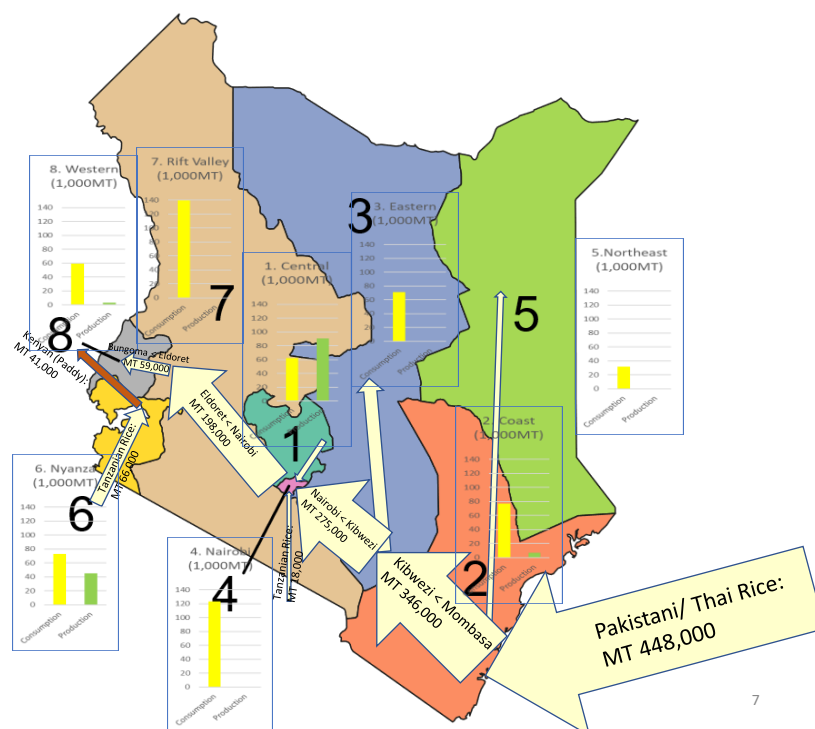 8. Western
(1,000MT)
140
120
100
80
60
40
20
0
Consumption
Production
7. Rift Valley
(1,000MT)
140
120
100
80
60
40
20
0
Consumption
Production
3. Eastern
(1,000MT)
140
120
100
80
60
40
20
0
Consumption
Production
1. Central
(1,000MT)
140
120
100
80
60
40
20
0
Consumption
Production
5.Northeast
(1,000MT)
140
120
100
80
60
40
20
0
Consumption
Production
2. Coast
(1,000MT)
140
120
100
80
60
40
20
0
Consumption
Production
6. Nyanza
(1,000MT)
140
120
100
80
60
40
20
0
Consumption
Production
4. Nairobi
(1,000MT)
140
120
100
80
60
40
20
0
Consumption
Production
3
7
5
8
1
6
4
2
Kenyan (Paddy):
MT 41,000
Bungoma < Eldoret
MT 59,000
Eldoret < Nairobi
MT 198,000
Tanzanian Rice:
MT 66,000
Nairobi < Kibwezi
MT 275,000
Tanzanian Rice:
MT 18,000
Kibwezi < Mombasa
MT 346,000
Pakistani/ Thai Rice:
MT 448,000
7